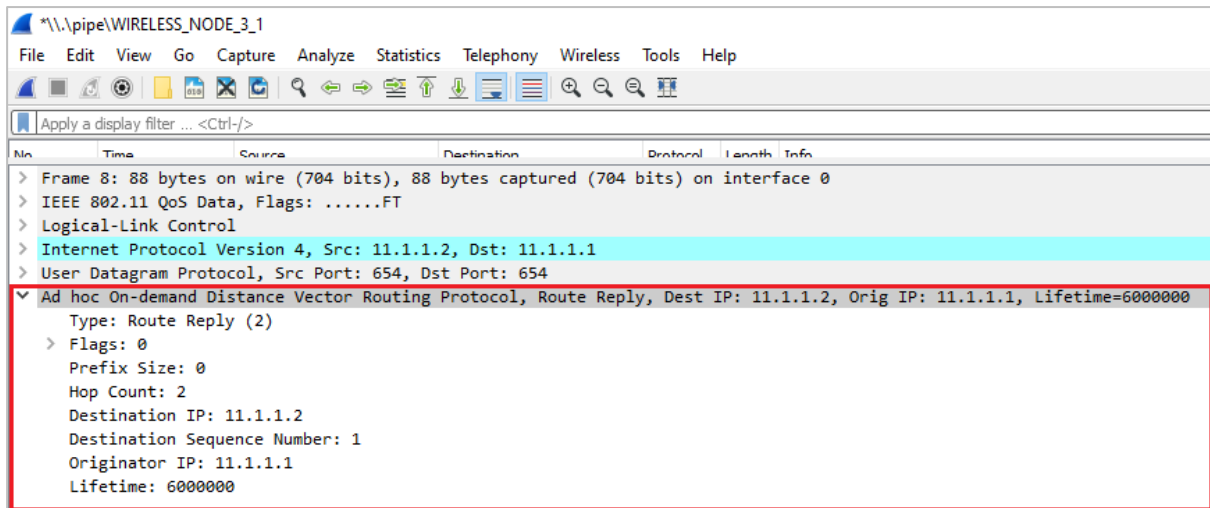 *\\.\pipe\WIRELESS_NODE_3_1
File Edit View Go Capture Analyze Statistics Telephony Wireless Tools Help
Apply a display filter ... <Ctrl-/>
No. Time Source Destination Protocol Length Info
> Frame 8: 88 bytes on wire (704 bits), 88 bytes captured (704 bits) on interface 0
> IEEE 802.11 QoS Data, Flags: ......FT
> Logical-Link Control
> Internet Protocol Version 4, Src: 11.1.1.2, Dst: 11.1.1.1
> User Datagram Protocol, Src Port: 654, Dst Port: 654
Ad hoc On-demand Distance Vector Routing Protocol, Route Reply, Dest IP: 11.1.1.2, Orig IP: 11.1.1.1, Lifetime=6000000
Type: Route Reply (2)
> Flags: 0
Prefix Size: 0
Hop Count: 2
Destination IP: 11.1.1.2
Destination Sequence Number: 1
Originator IP: 11.1.1.1
Lifetime: 6000000